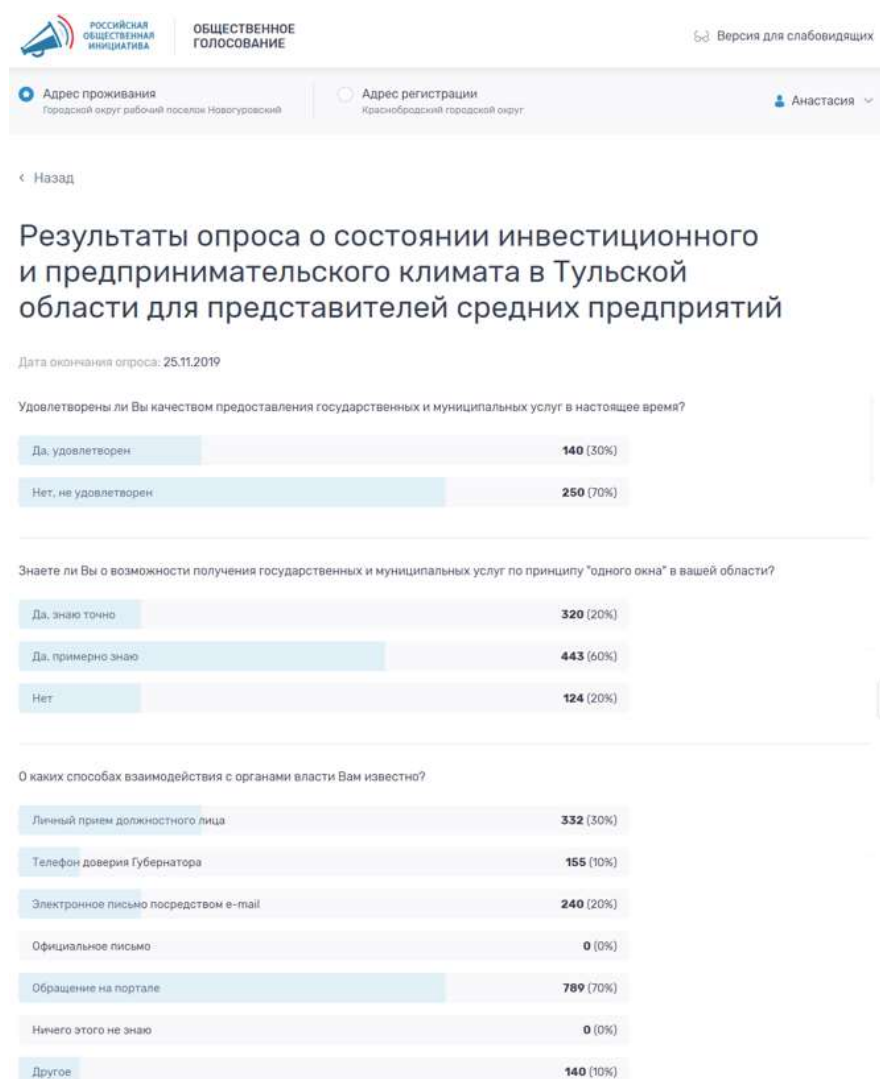 РОССИЙСКАЯ
ОБЩЕСТВЕННАЯ
ИНИЦИАТИВА
ОБЩЕСТВЕННОЕ
ГОЛОСОВАНИЕ
Версия для слабовидящих
Адрес проживания
Городской округ рабочий поселок Новогуровский
Адрес регистрации
Краснобродский городской округ
Анастасия
Назад
Результаты опроса о состоянии инвестиционного
и предпринимательского климата в Тульской
области для представителей средних предприятий
Дата окончания опроса: 25.11.2019
Удовлетворены ли Вы качеством предоставления государственных и муниципальных услуг в настоящее время?
Да, удовлетворен 140 (30%)
Нет, не удовлетворен 250 (70%)
Знаете ли Вы о возможности получения государственных и муниципальных услуг по принципу "одного окна" в вашей области?
Да, знаю точно 320 (20%)
Да, примерно знаю 443 (60%)
Нет 124 (20%)
О каких способах взаимодействия с органами власти Вам известно?
Личный прием должностного лица 332 (30%)
Телефон доверия Губернатора 155 (10%)
Электронное письмо посредством e-mail 240 (20%)
Официальное письмо 0 (0%)
Обращение на портале 789 (70%)
Ничего этого не знаю 0 (0%)
Другое 140 (10%)